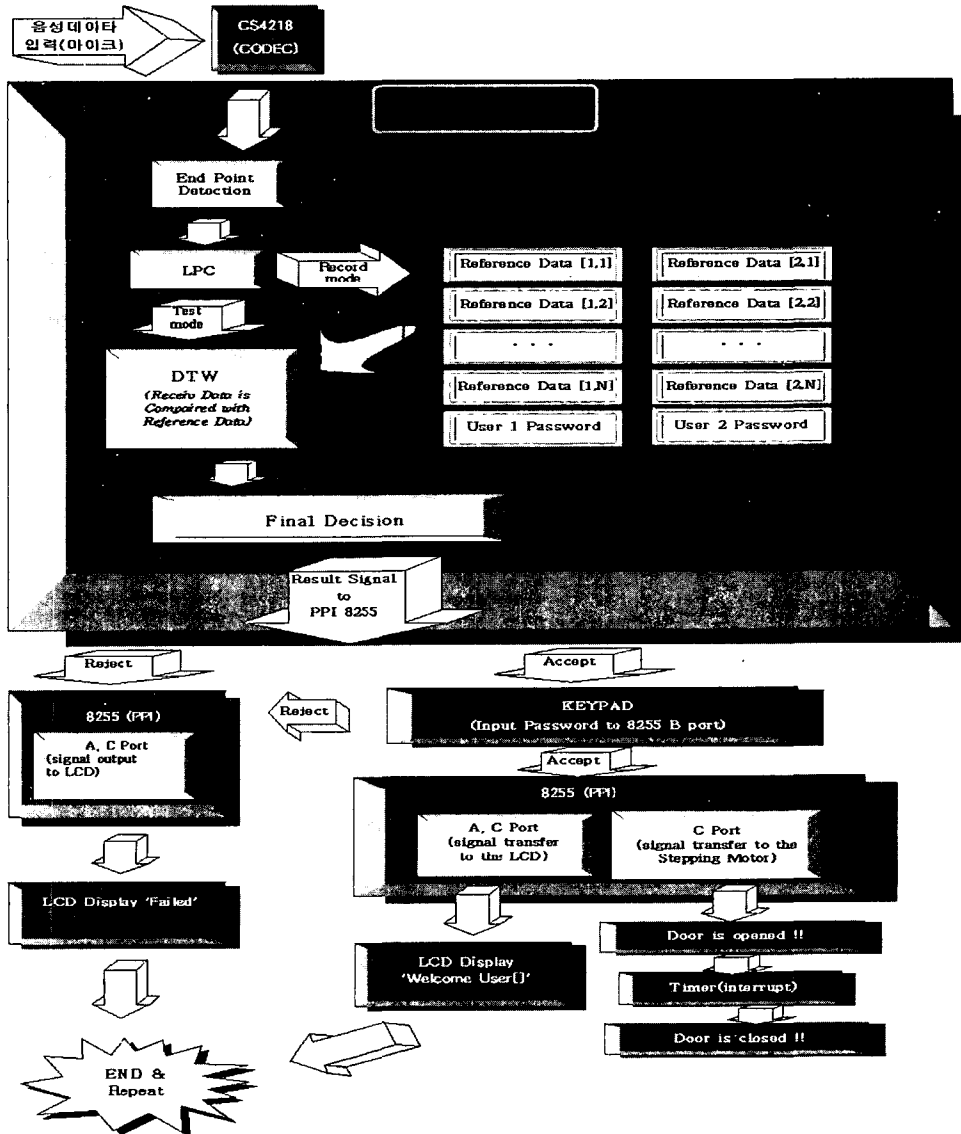 음성데이타
입력(마이크)
CS4218
(CODEC)
End Point
Detection
LPC
Record
mode
Test
mode
DTW
(Receiv Data is
Compaired with
Reference Data)
Reference Data [1,1]
Reference Data [1,2]
. . .
Reference Data [1,N]
User 1 Password
Reference Data [2,1]
Reference Data [2,2]
. . .
Reference Data [2,N]
User 2 Password
Final Decision
Result Signal
to
PPI 8255
Reject
Accept
8255 (PPI)
A, C Port
(signal output
to LCD)
Reject
KEYPAD
(Input Password to 8255 B port)
Accept
8255 (PPI)
A, C Port
(signal transfer
to the LCD)
C Port
(signal transfer to the
Stepping Motor)
LCD Display 'Failed'
LCD Display
'Welcome User[]'
Door is opened !!
Timer(interrupt)
Door is closed !!
END &
Repeat